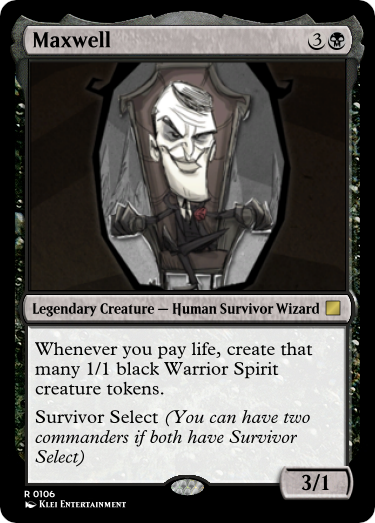 Maxwell 3
Legendary Creature — Human Survivor Wizard
Whenever you pay life, create that
many 1/1 black Warrior Spirit
creature tokens.
Survivor Select (You can have two
commanders if both have Survivor
Select)
3/1
R 0106
Klei Entertainment